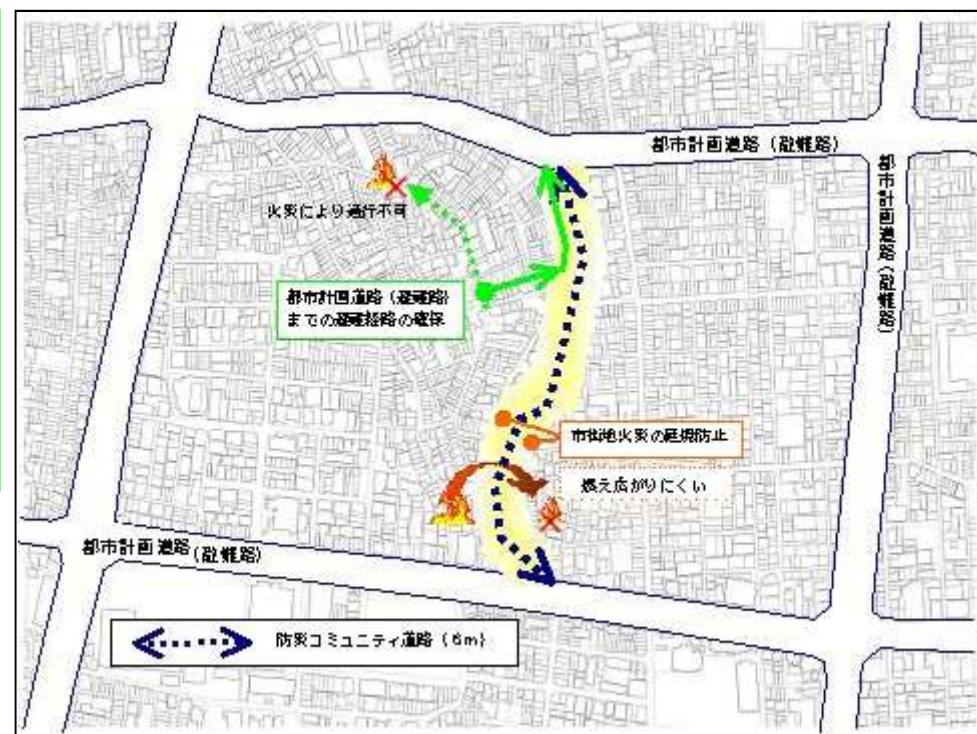 都市計画道路（避難路）
都市計画道路（避難路）
火災により通行不可
都市計画道路（避難路）
までの避難経路の確保
市街地火災の延焼防止
燃え広がりにくい
都市計画道路（避難路）
防災コミュニティ道路（6m）